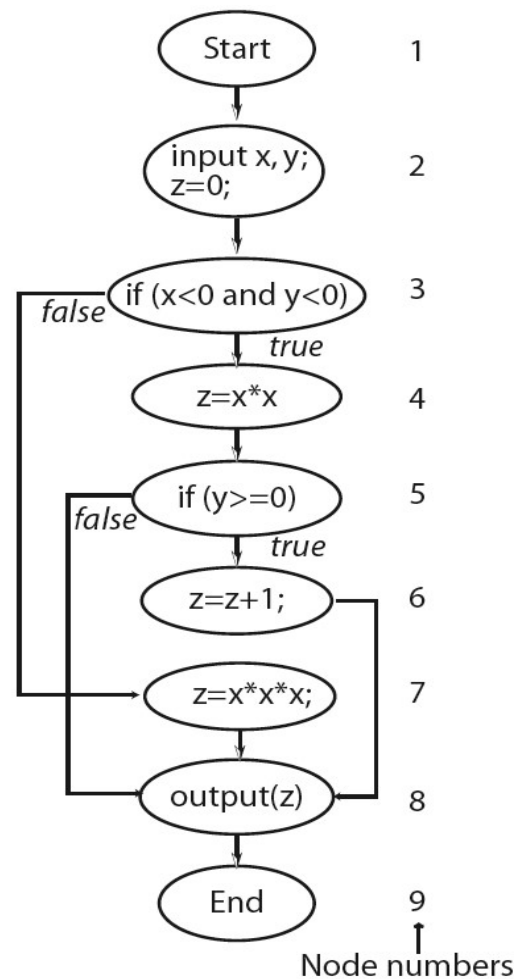 Start 1
input x, y; 2
z=0;
if (x<0 and y<0) 3
false
true
z=x*x 4
if (y>=0) 5
false
true
z=z+1; 6
z=x*x*x; 7
output(z) 8
End 9
Node numbers